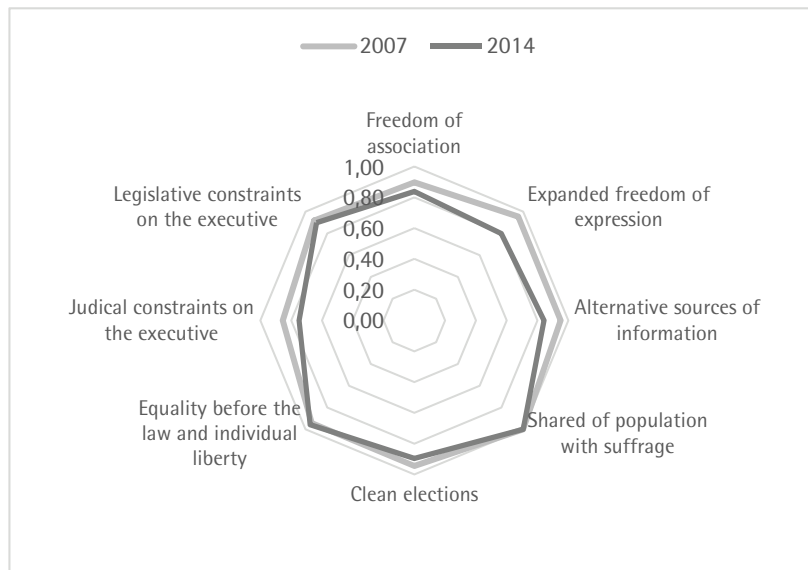 2007
2014
Freedom of
association
Expanded freedom of
expression
Alternative sources of
information
Shared of population
with suffrage
Clean elections
Equality before the
law and individual
liberty
Judical constraints on
the executive
Legislative constraints
on the executive
1,00
0,80
0,60
0,40
0,20
0,00